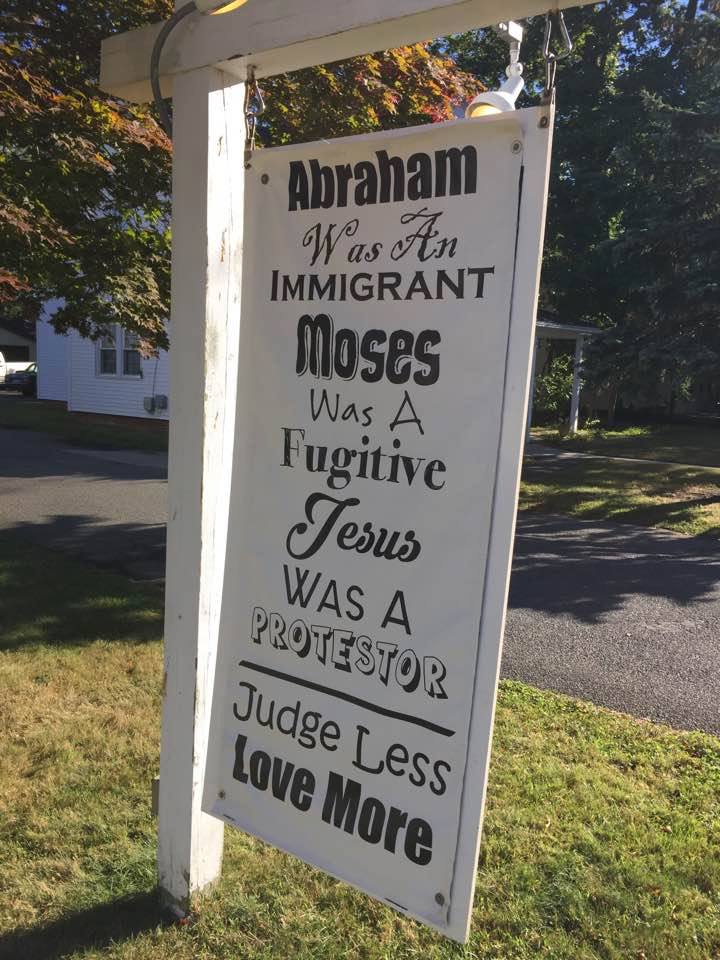 Abraham
Was An
IMMIGRANT
Moses
Was A
Fugitive
Jesus
WAS A
PROTESTOR
Judge Less
Love More